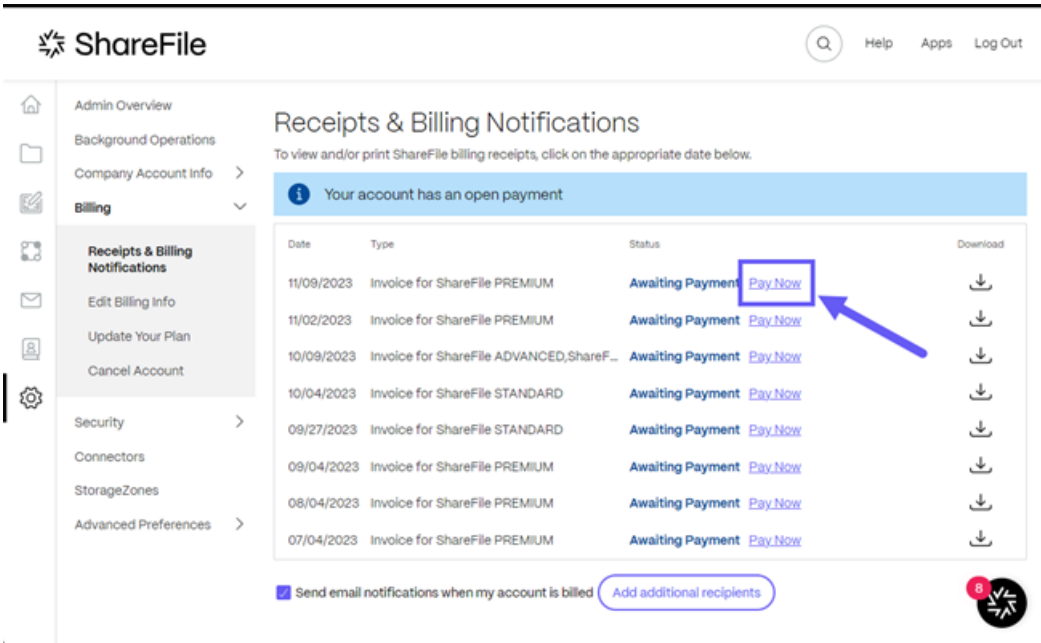 ShareFile
Help Apps Log Out
Admin Overview
Background Operations
Company Account Info
Billing
Receipts & Billing
Notifications
Edit Billing Info
Update Your Plan
Cancel Account
Security
Connectors
StorageZones
Advanced Preferences
Receipts & Billing Notifications
To view and/or print ShareFile billing receipts, click on the appropriate date below.
Your account has an open payment
Date Type Status Download
11/09/2023 Invoice for ShareFile PREMIUM Awaiting Payment Pay Now
11/02/2023 Invoice for ShareFile PREMIUM Awaiting Payment Pay Now
10/09/2023 Invoice for ShareFile ADVANCED,ShareF... Awaiting Payment Pay Now
10/04/2023 Invoice for ShareFile STANDARD Awaiting Payment Pay Now
09/27/2023 Invoice for ShareFile STANDARD Awaiting Payment Pay Now
09/04/2023 Invoice for ShareFile PREMIUM Awaiting Payment Pay Now
08/04/2023 Invoice for ShareFile PREMIUM Awaiting Payment Pay Now
07/04/2023 Invoice for ShareFile PREMIUM Awaiting Payment Pay Now
Send email notifications when my account is billed Add additional recipients
8